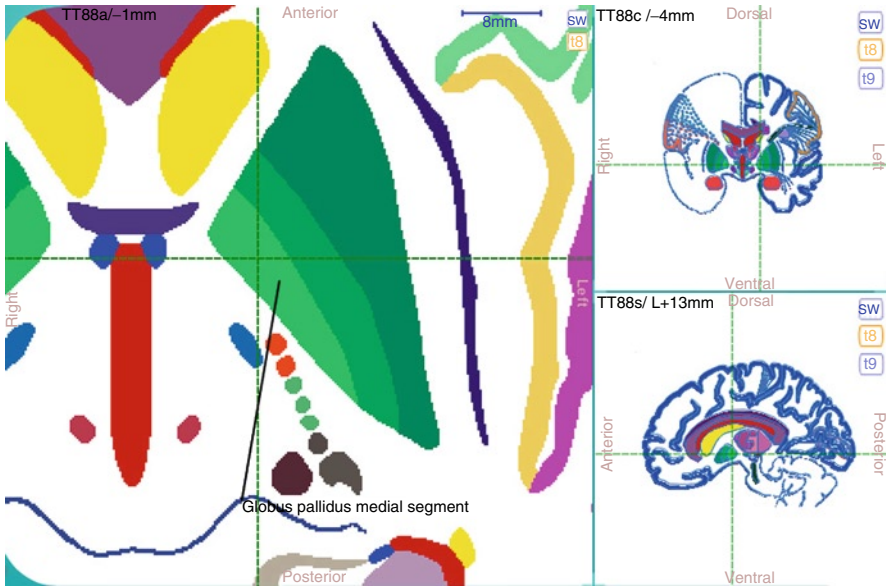 TT88a/−1mm
Anterior
8mm
sw
t8
Right
Left
Globus pallidus medial segment
Posterior
TT88c /−4mm
Dorsal
sw
t8
t9
Right
Left
Ventral
Dorsal
TT88s/ L+13mm
sw
t8
t9
Anterior
Posterior
Ventral